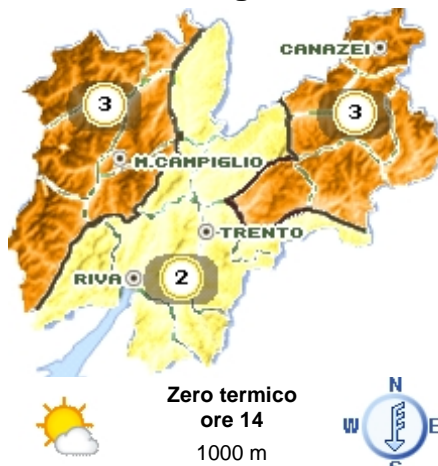 CANAZEI
3
3
M.CAMPIGLIO
TRENTO
RIVA
2
Zero termico
ore 14
1000 m
N
W E
S